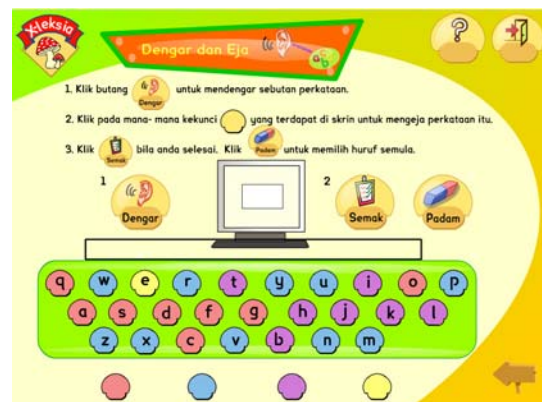 X-leksia
Dengar dan Eja
a b
?
1. Klik butang Dengar untuk mendengar sebutan perkataan.
2. Klik pada mana- mana kekunci yang terdapat di skrin untuk mengeja perkataan itu.
3. Klik Semak bila anda selesai. Klik Padam untuk memilih huruf semula.
1 2
Dengar Semak Padam
q w e r t y u i o p
a s d f g h j k l
z x c v b n m